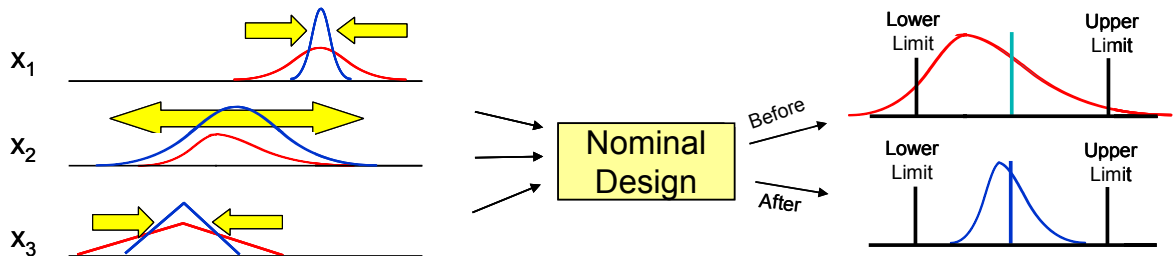 x1
x2
x3
Nominal
Design
Before
After
Lower
Limit
Upper
Limit
Lower
Limit
Upper
Limit